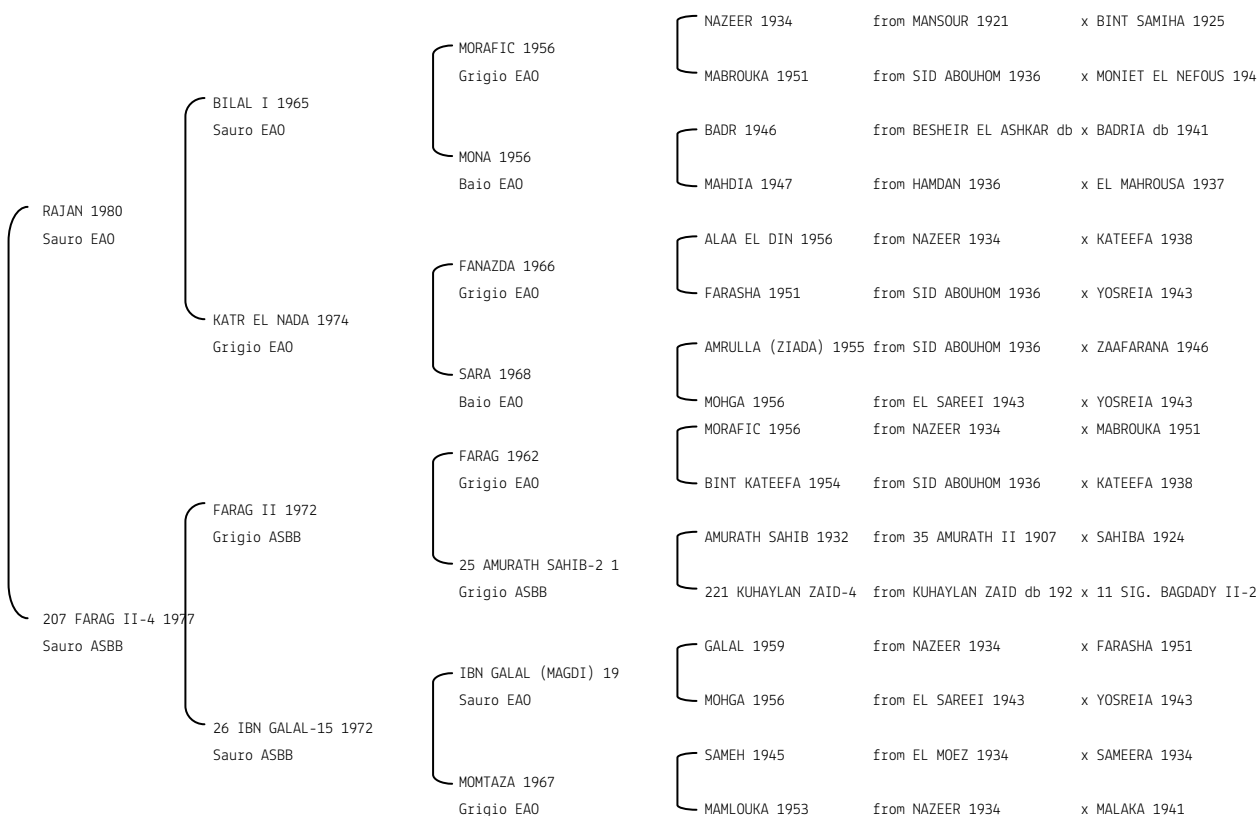 NAZEER 1934 from MANSOUR 1921 x BINT SAMIHA 1925
MORAFIC 1956
Grigio EAO
MABROUKA 1951 from SID ABOUHOM 1936 x MONIET EL NEFOUS 194
BILAL I 1965
Sauro EAO
BADR 1946 from BESHEIR EL ASHKAR db x BADRIA db 1941
MONA 1956
Baio EAO
MAHDIA 1947 from HAMDAN 1936 x EL MAHROUSA 1937
RAJAN 1980
Sauro EAO
ALAA EL DIN 1956 from NAZEER 1934 x KATEEFA 1938
FANAZDA 1966
Grigio EAO
FARASHA 1951 from SID ABOUHOM 1936 x YOSREIA 1943
KATR EL NADA 1974
Grigio EAO
AMRULLA (ZIADA) 1955 from SID ABOUHOM 1936 x ZAAFARANA 1946
SARA 1968
Baio EAO
MOHGA 1956 from EL SAREEI 1943 x YOSREIA 1943
MORAFIC 1956 from NAZEER 1934 x MABROUKA 1951
FARAG 1962
Grigio EAO
BINT KATEEFA 1954 from SID ABOUHOM 1936 x KATEEFA 1938
FARAG II 1972
Grigio ASBB
AMURATH SAHIB 1932 from 35 AMURATH II 1907 x SAHIBA 1924
25 AMURATH SAHIB-2 1
Grigio ASBB
221 KUHAYLAN ZAID-4 from KUHAYLAN ZAID db 192 x 11 SIG. BAGDADY II-2
207 FARAG II-4 1977
Sauro ASBB
GALAL 1959 from NAZEER 1934 x FARASHA 1951
IBN GALAL (MAGDI) 19
Sauro EAO
MOHGA 1956 from EL SAREEI 1943 x YOSREIA 1943
26 IBN GALAL-15 1972
Sauro ASBB
SAMEH 1945 from EL MOEZ 1934 x SAMEERA 1934
MOMTAZA 1967
Grigio EAO
MAMLOUKA 1953 from NAZEER 1934 x MALAKA 1941